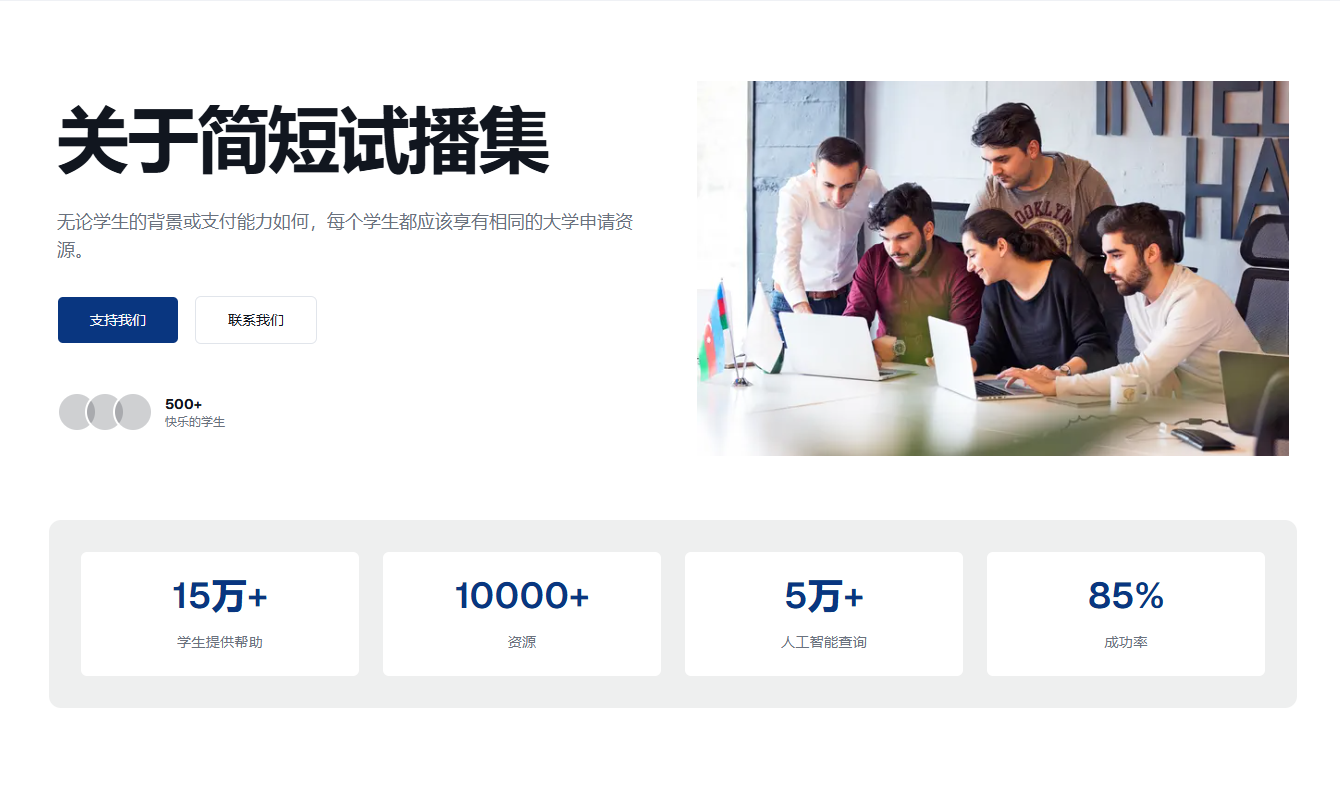 关于简短试播集
无论学生的背景或支付能力如何，每个学生都应该享有相同的大学申请资
源。
支持我们
联系我们
500+
快乐的学生
INTEL
HA
OOKLYN
15万+
学生提供帮助
10000+
资源
5万+
人工智能查询
85%
成功率